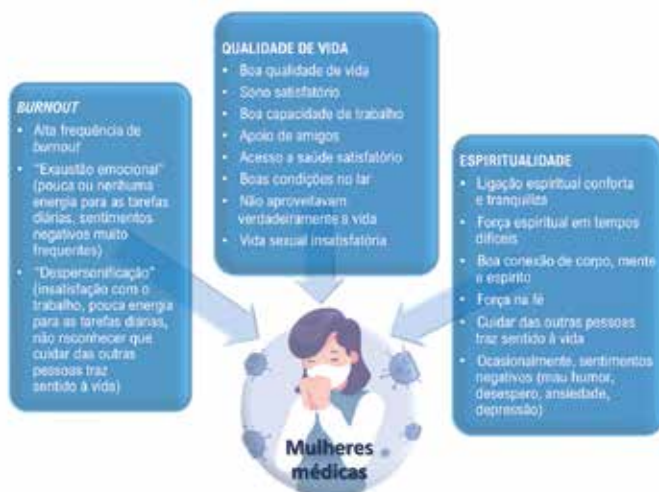 BURNOUT
• Alta frequência de
burnout
• "Exaustão emocional"
(pouca ou nenhuma
energia para as tarefas
diárias, sentimentos
negativos muito
frequentes)
• "Despersonificação"
(insatisfação com o
trabalho, pouca energia
para as tarefas diárias,
não reconhecer que
cuidar das outras
pessoas traz
sentido à vida)
QUALIDADE DE VIDA
• Boa qualidade de vida
• Sono satisfatório
• Boa capacidade de trabalho
• Apoio de amigos
• Acesso a saúde satisfatório
• Boas condições no lar
• Não aproveitavam
verdadeiramente a vida
• Vida sexual insatisfatória
ESPIRITUALIDADE
• Ligação espiritual conforta
e tranquiliza
• Força espiritual em tempos
difíceis
• Boa conexão de corpo, mente
e espírito
• Força na fé
• Cuidar das outras pessoas
traz sentido à vida
• Ocasionalmente, sentimentos
negativos (mau humor,
desespero, ansiedade,
depressão)
Mulheres
médicas